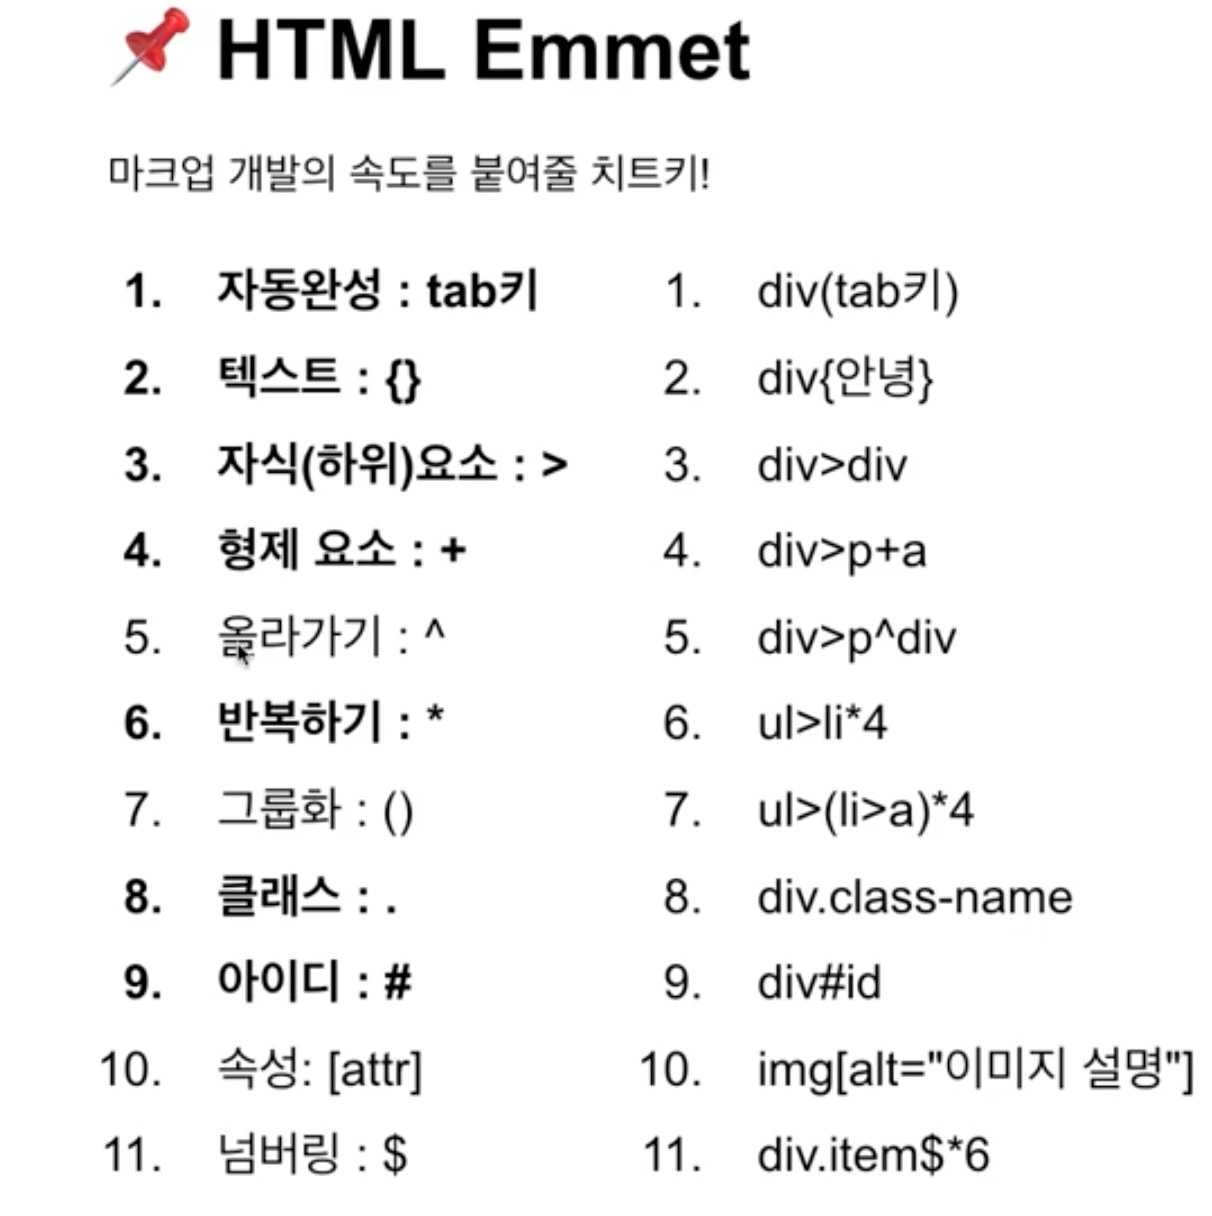 HTML Emmet
마크업 개발의 속도를 붙여줄 치트키!
1. 자동완성 : tab키
2. 텍스트 : {}
3. 자식(하위)요소 : >
4. 형제 요소 : +
5. 올라가기 : ^
6. 반복하기 : *
7. 그룹화 : ()
8. 클래스 : .
9. 아이디 : #
10. 속성: [attr]
11. 넘버링 : $
1. div(tab키)
2. div{안녕}
3. div>div
4. div>p+a
5. div>p^div
6. ul>li*4
7. ul>(li>a)*4
8. div.class-name
9. div#id
10. img[alt="이미지 설명"]
11. div.item$*6